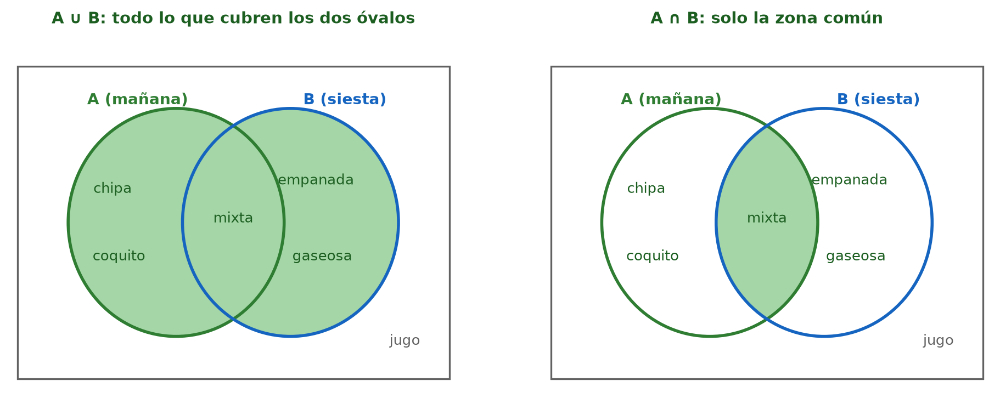 A ∪ B: todo lo que cubren los dos óvalos
A (mañana)
B (siesta)
chipa
empanada
mixta
coquito
gaseosa
jugo
A ∩ B: solo la zona común
A (mañana)
B (siesta)
chipa
empanada
mixta
coquito
gaseosa
jugo